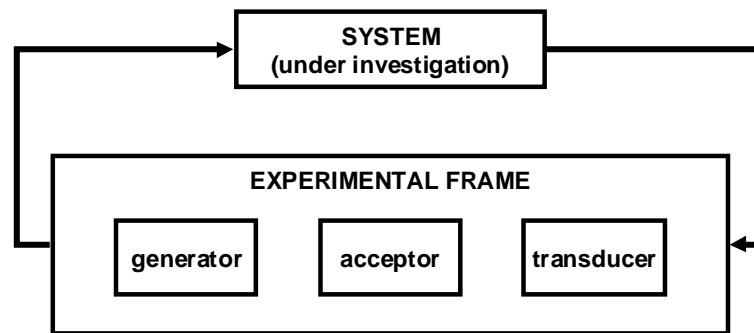 SYSTEM
(under investigation)
EXPERIMENTAL FRAME
generator
acceptor
transducer